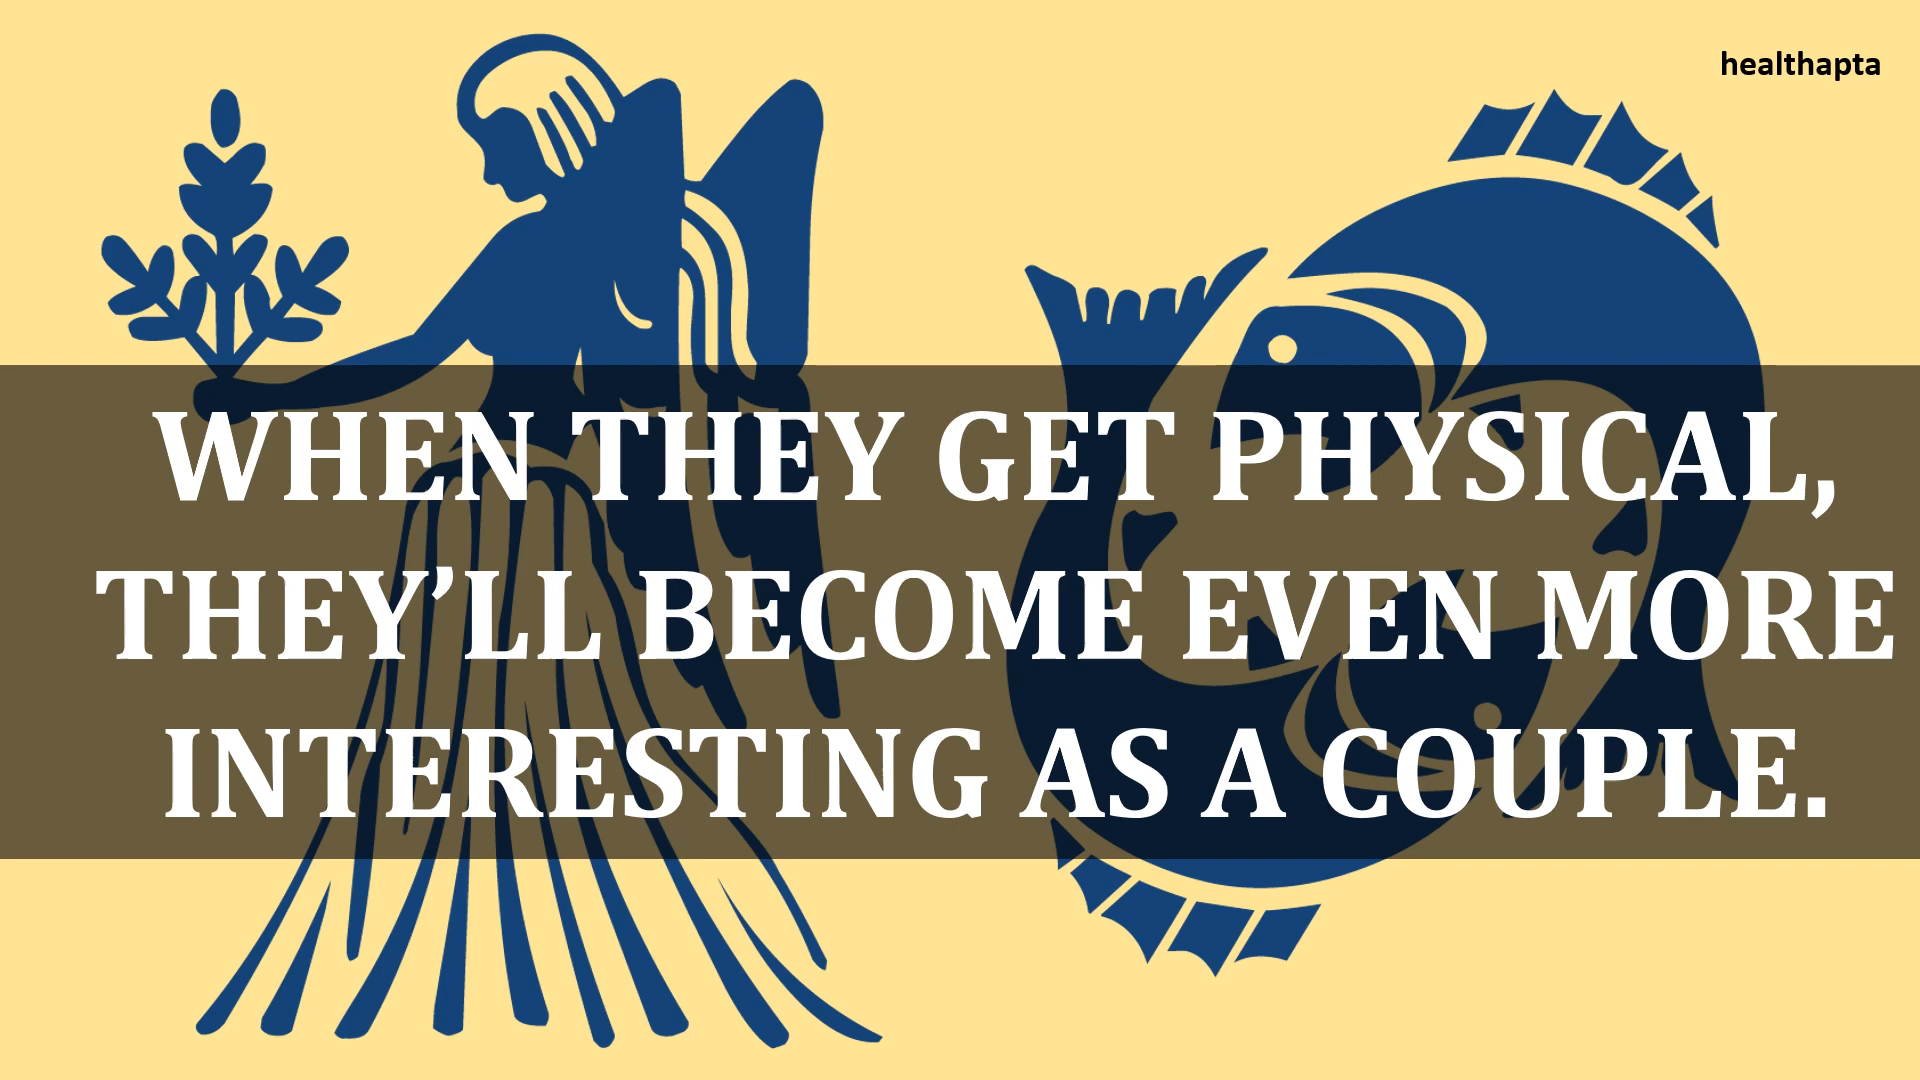 healthapta
WHEN THEY GET PHYSICAL,
THEY’LL BECOME EVEN MORE
INTERESTING AS A COUPLE.